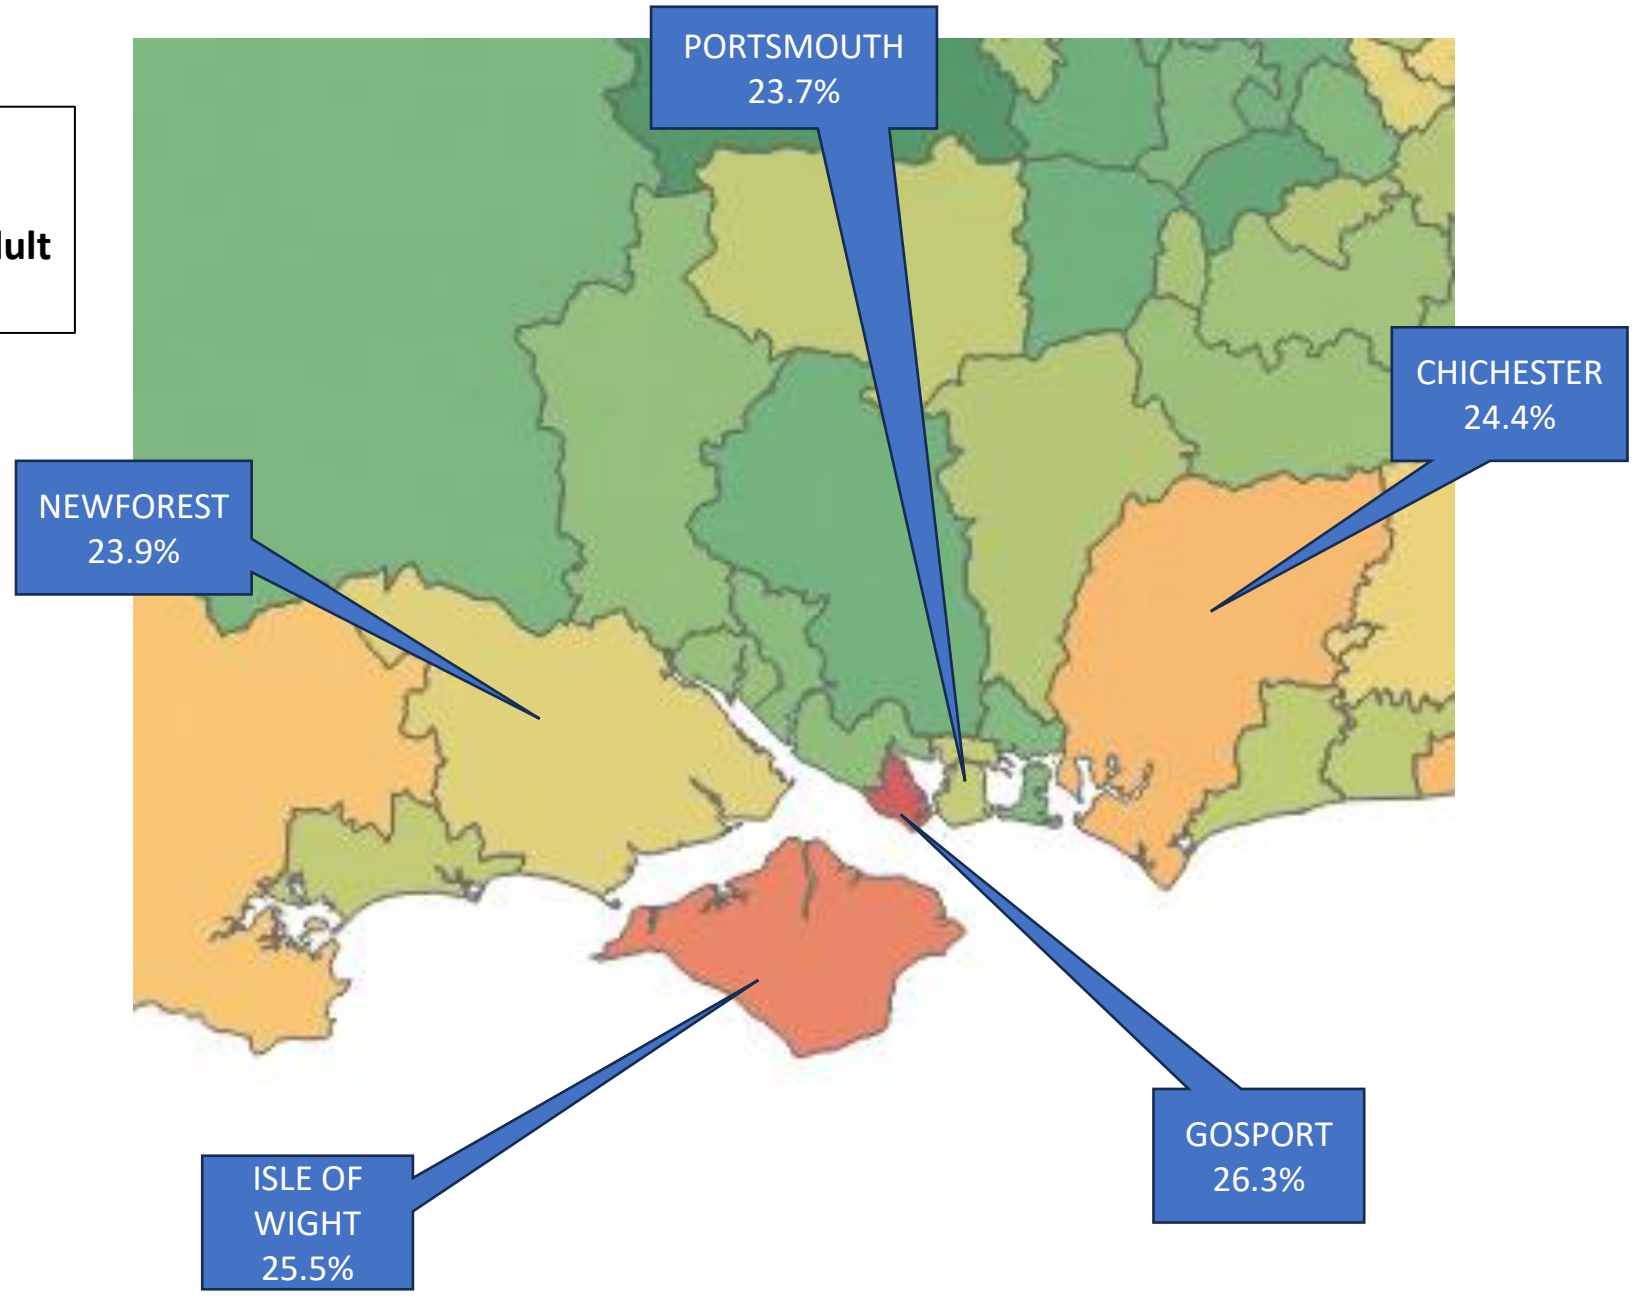 PORTSMOUTH
23.7%
CHICHESTER
24.4%
NEWFOREST
23.9%
GOSPORT
26.3%
ISLE OF
WIGHT
25.5%